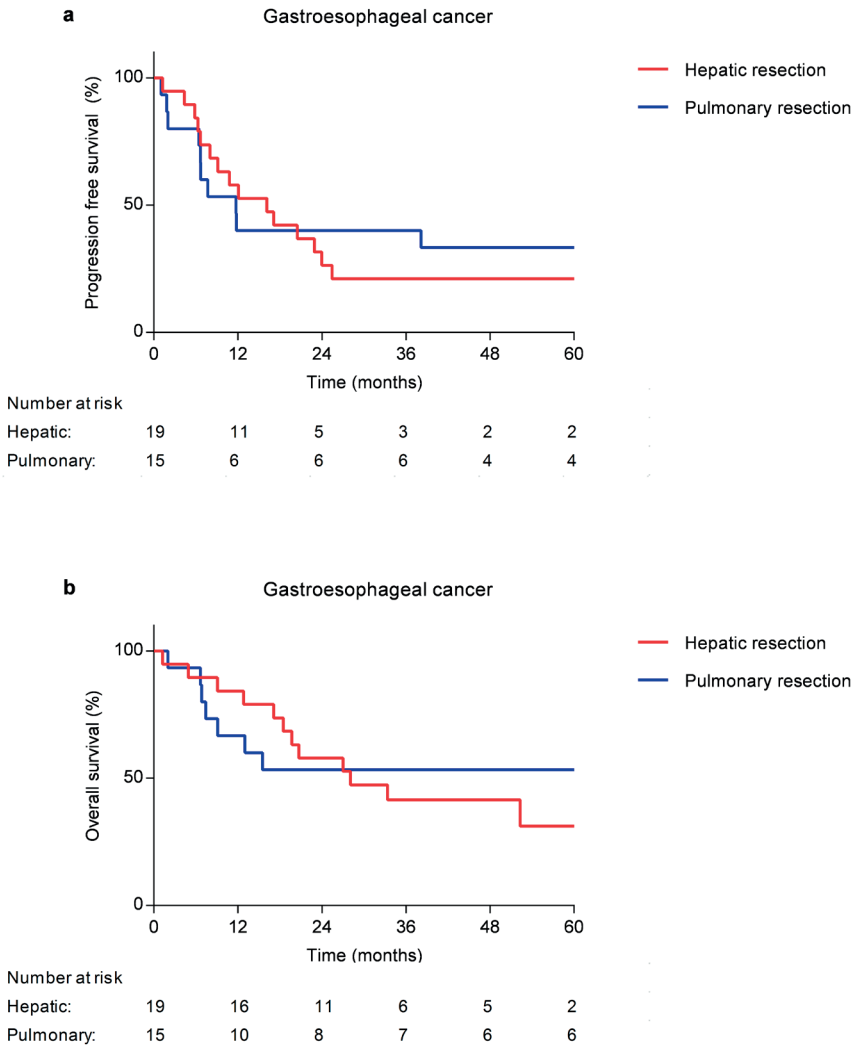 a
Gastroesophageal cancer
Hepatic resection
Pulmonary resection
Progression free survival (%)
100
50
0
0 12 24 36 48 60
Time (months)
Number at risk
Hepatic: 19 11 5 3 2 2
Pulmonary: 15 6 6 6 4 4
b
Gastroesophageal cancer
Hepatic resection
Pulmonary resection
Overall survival (%)
100
50
0
0 12 24 36 48 60
Time (months)
Number at risk
Hepatic: 19 16 11 6 5 2
Pulmonary: 15 10 8 7 6 6